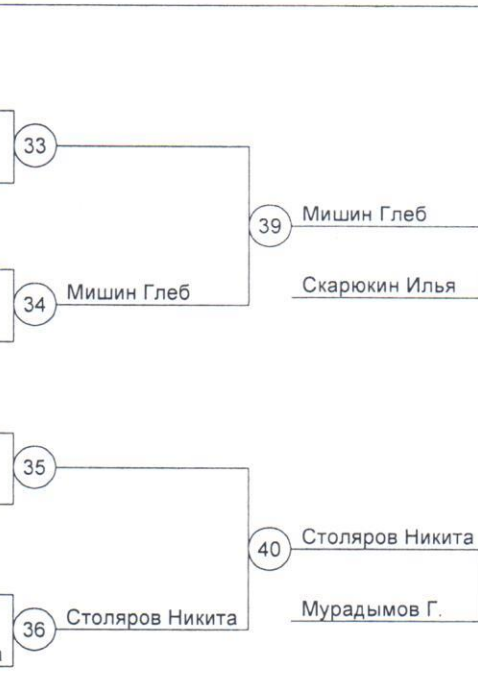 33
39
Мишин Глеб
34
Мишин Глеб
Скарюкин Илья
35
40
Столяров Никита
36
Столяров Никита
Мурадымов Г.